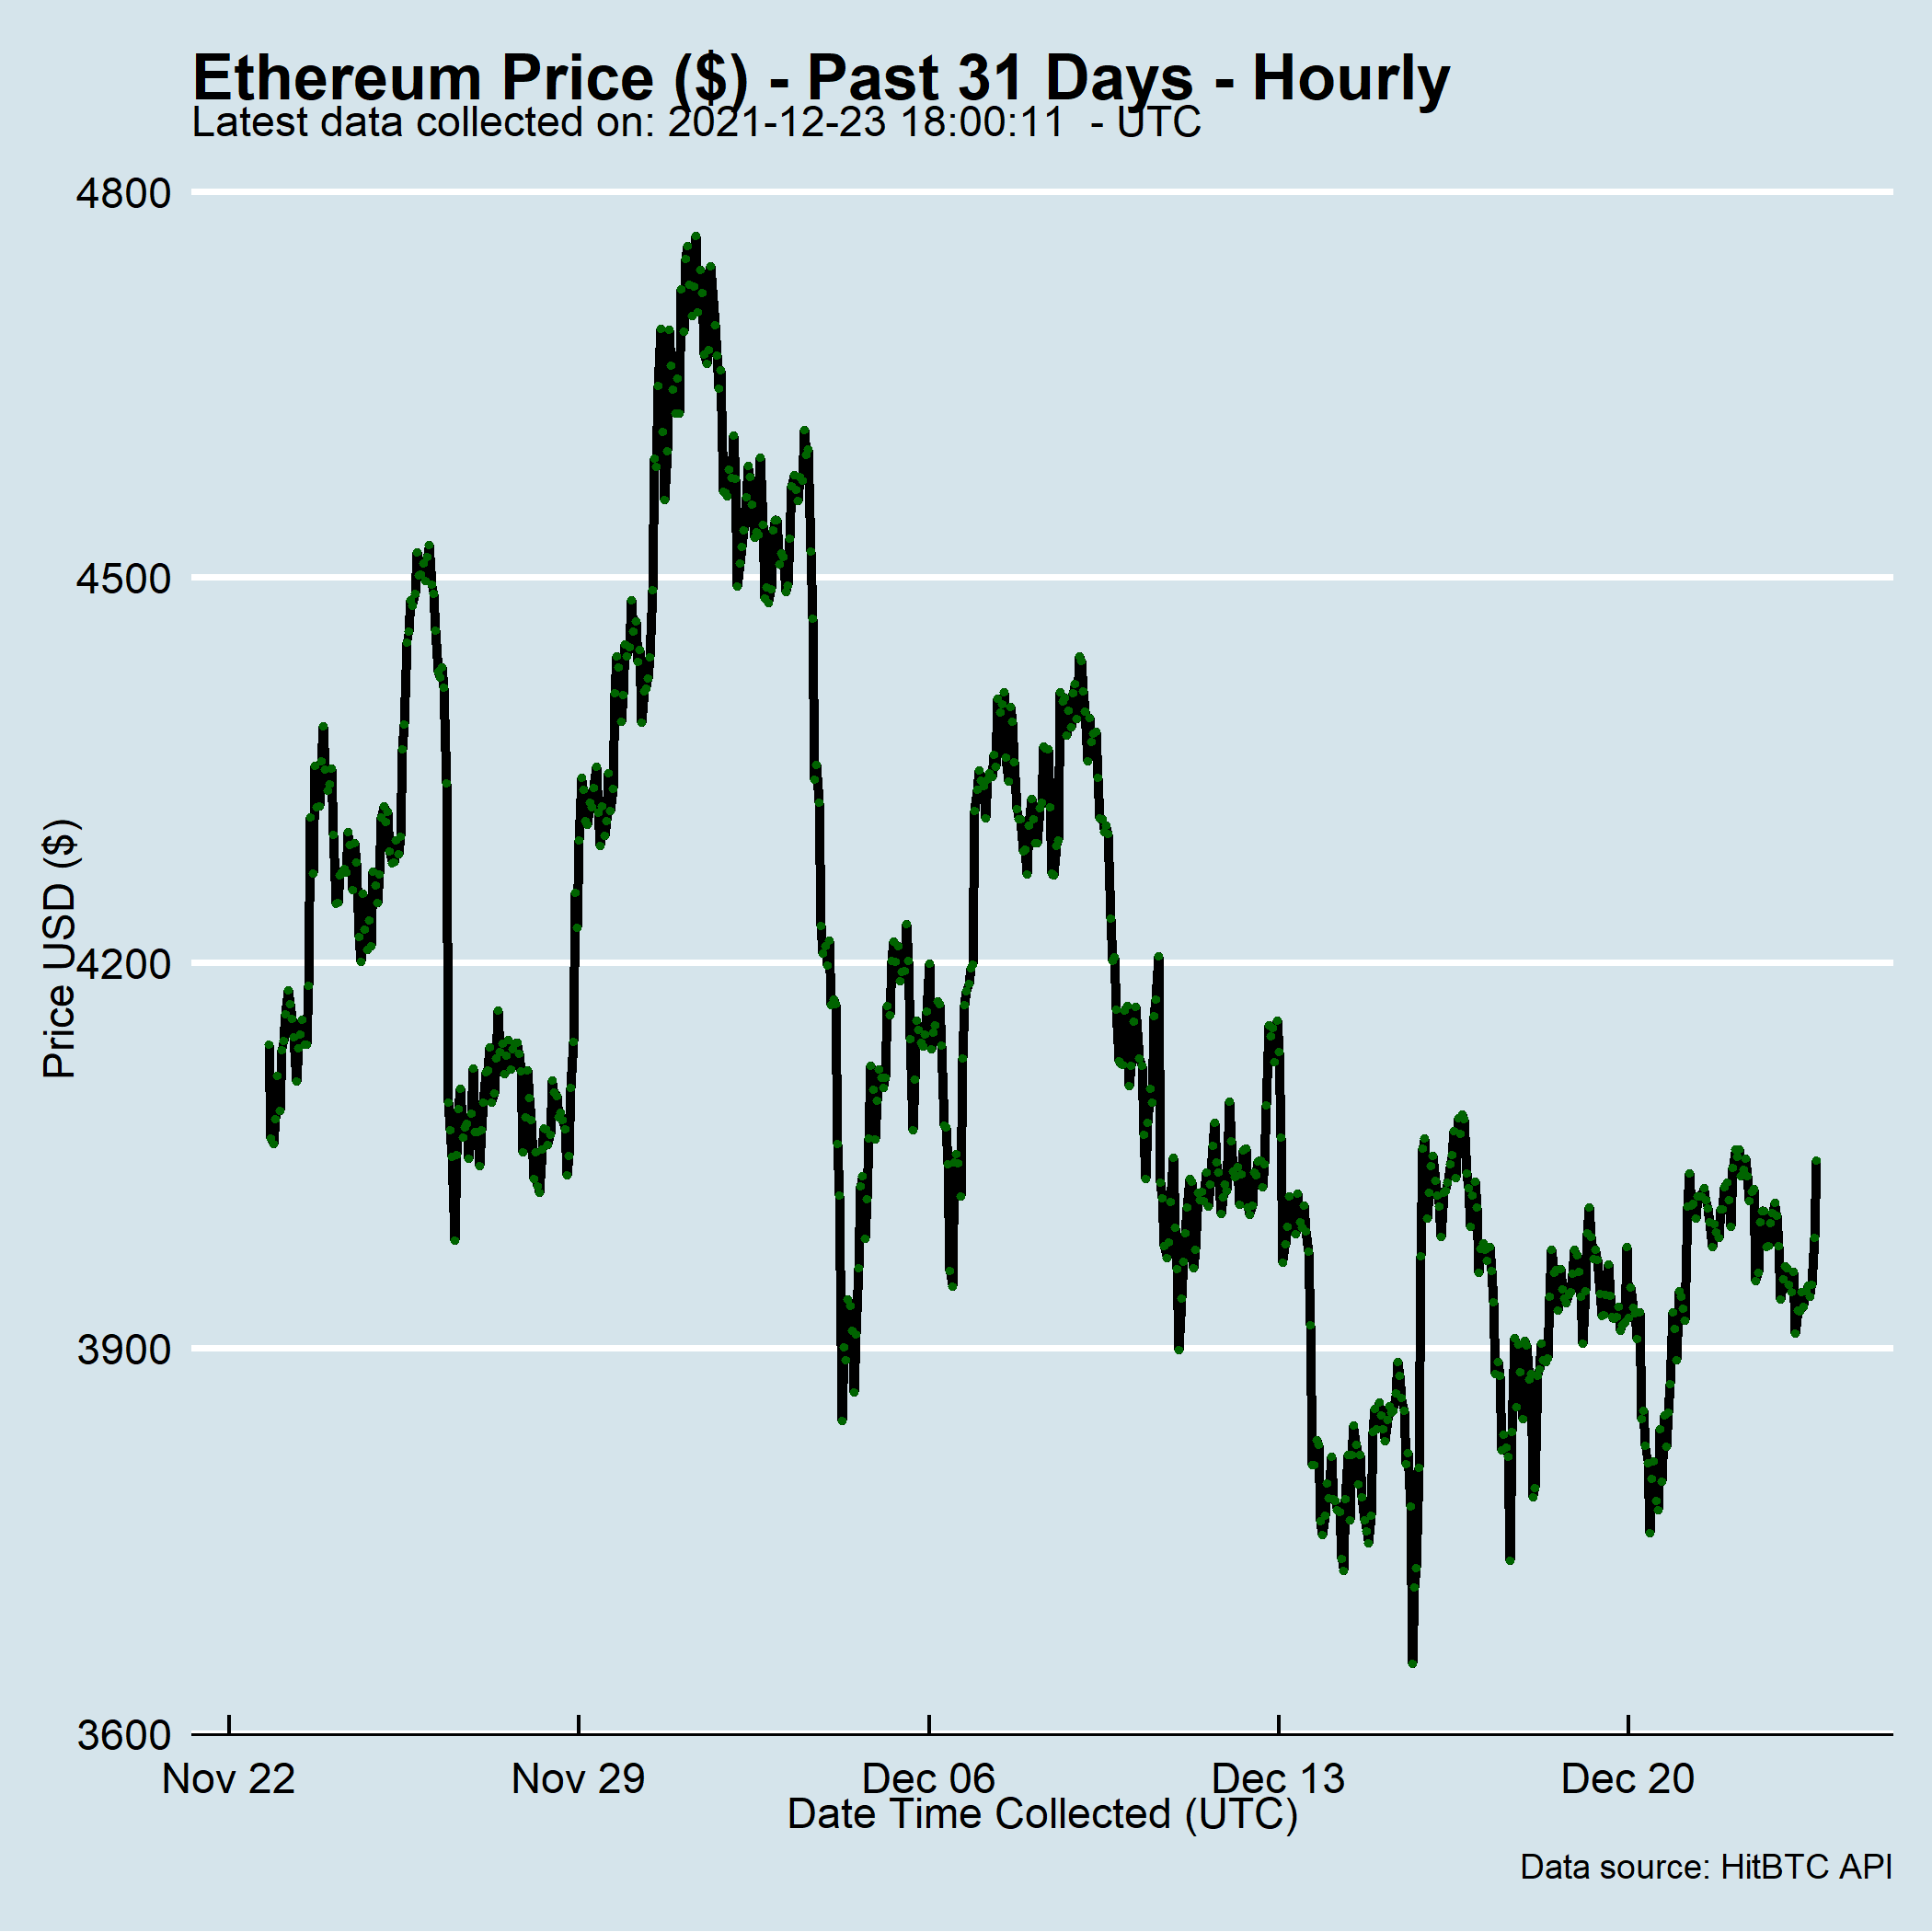 Ethereum Price ($) - Past 31 Days - Hourly
Latest data collected on: 2021-12-23 18:00:11  - UTC
4800
4500
4200
3900
3600
Price USD ($)
Nov 22
Nov 29
Dec 06
Dec 13
Dec 20
Date Time Collected (UTC)
Data source: HitBTC API